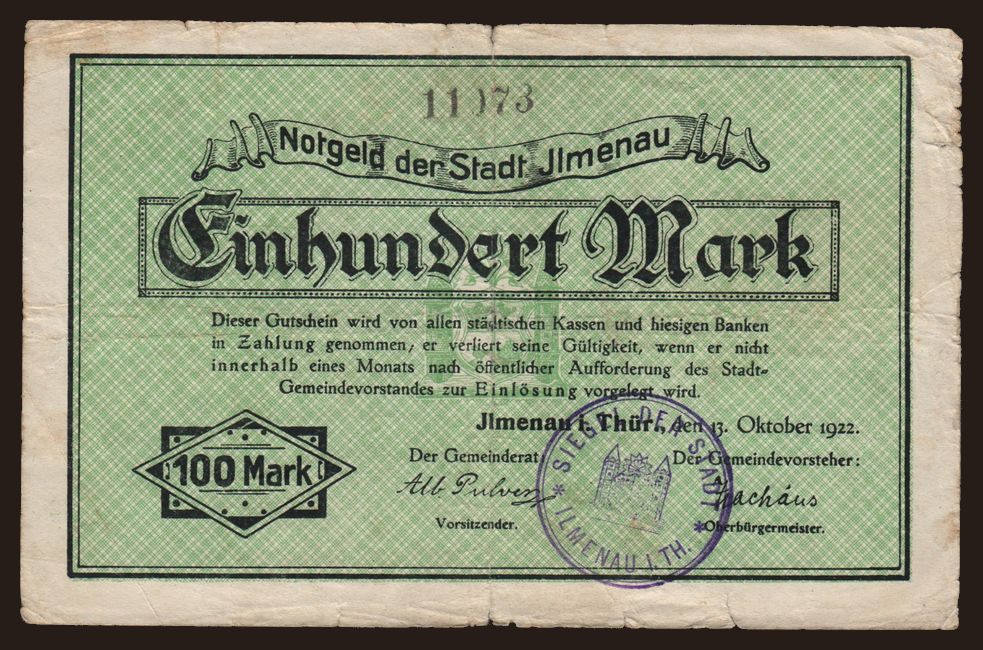 Notgeld der Stadt Jlmenau
Einhundert Mark
Dieser Gutschein wird von allen städtischen Kassen und hiesigen Banken
in Zahlung genommen, er verliert seine Gültigkeit, wenn er nicht
innerhalb eines Monats nach öffentlicher Aufforderung des Stadt-
Gemeindevorstandes zur Einlösung vorgelegt wird.
Jlmenau i. Thür., den 13. Oktober 1922.
Der Gemeinderat:
Der Gemeindevorsteher:
100 Mark
Alb Pulvers
Zachäus
Vorsitzender.
Oberbürgermeister.
* SIEGEL DER STADT *
ILMENAU I. TH.